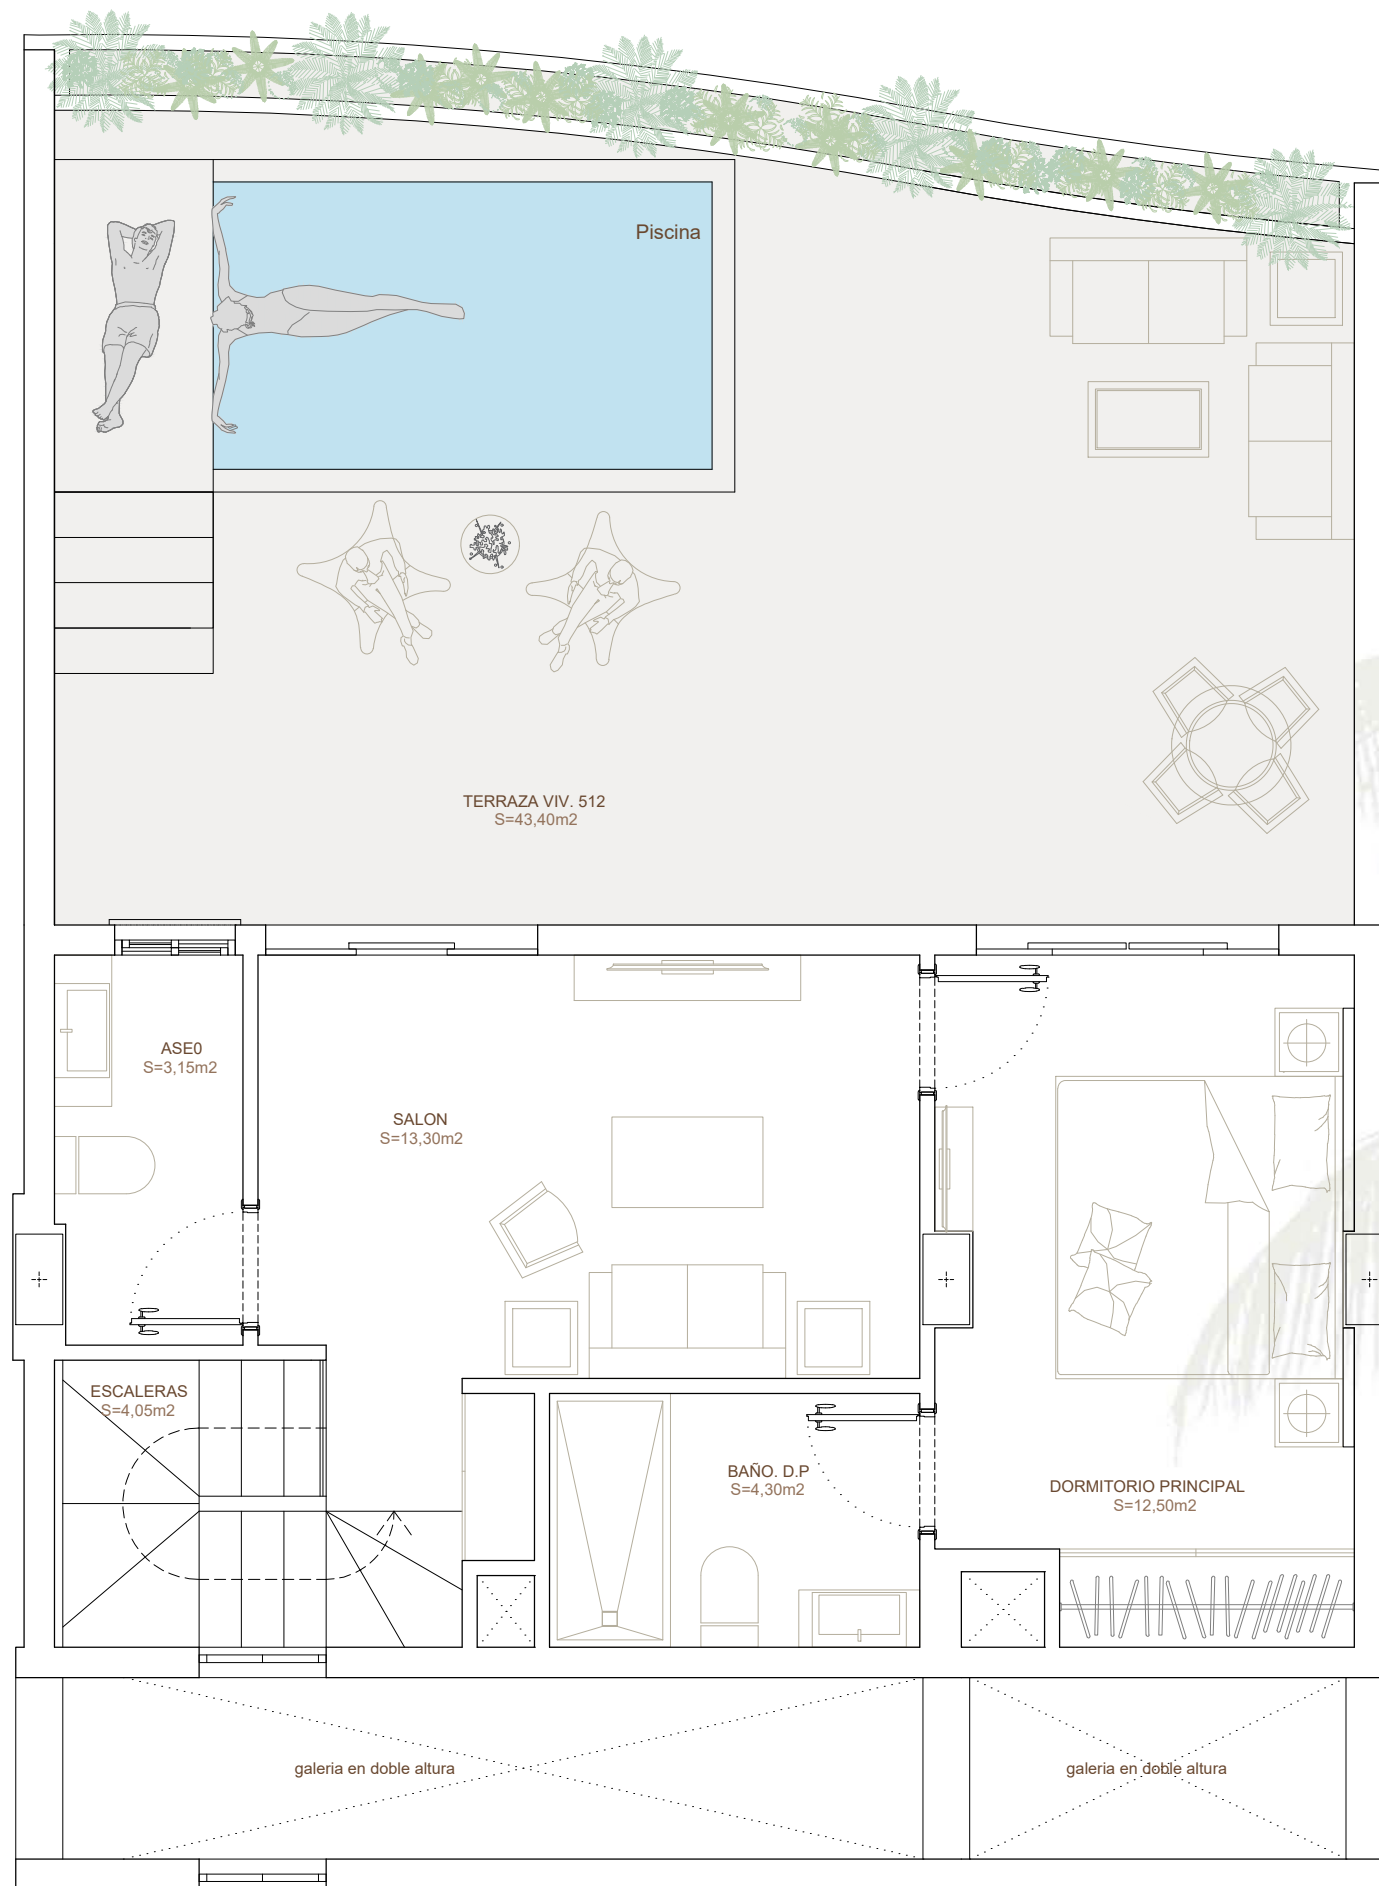 Piscina
TERRAZA VIV. 512
S=43,40m2
ASE0
S=3,15m2
SALON
S=13,30m2
ESCALERAS
S=4,05m2
BAÑO. D.P
S=4,30m2
DORMITORIO PRINCIPAL
S=12,50m2
galeria en doble altura
galeria en doble altura